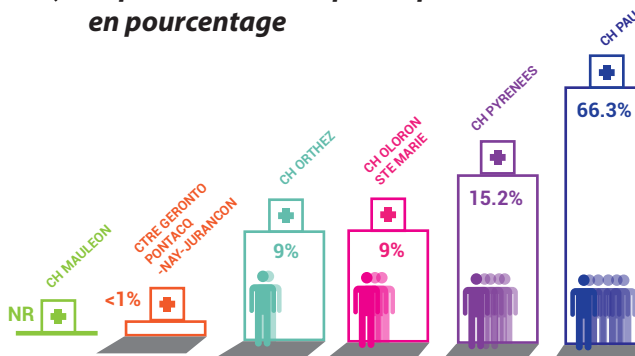 en pourcentage
CH MAULEON
NR
CTRE GERONTO
PONTACQ
-NAY-JURANCON
<1%
CH ORTHEZ
9%
CH OLORON
STE MARIE
9%
CH PYRENEES
15.2%
CH PAU
66.3%